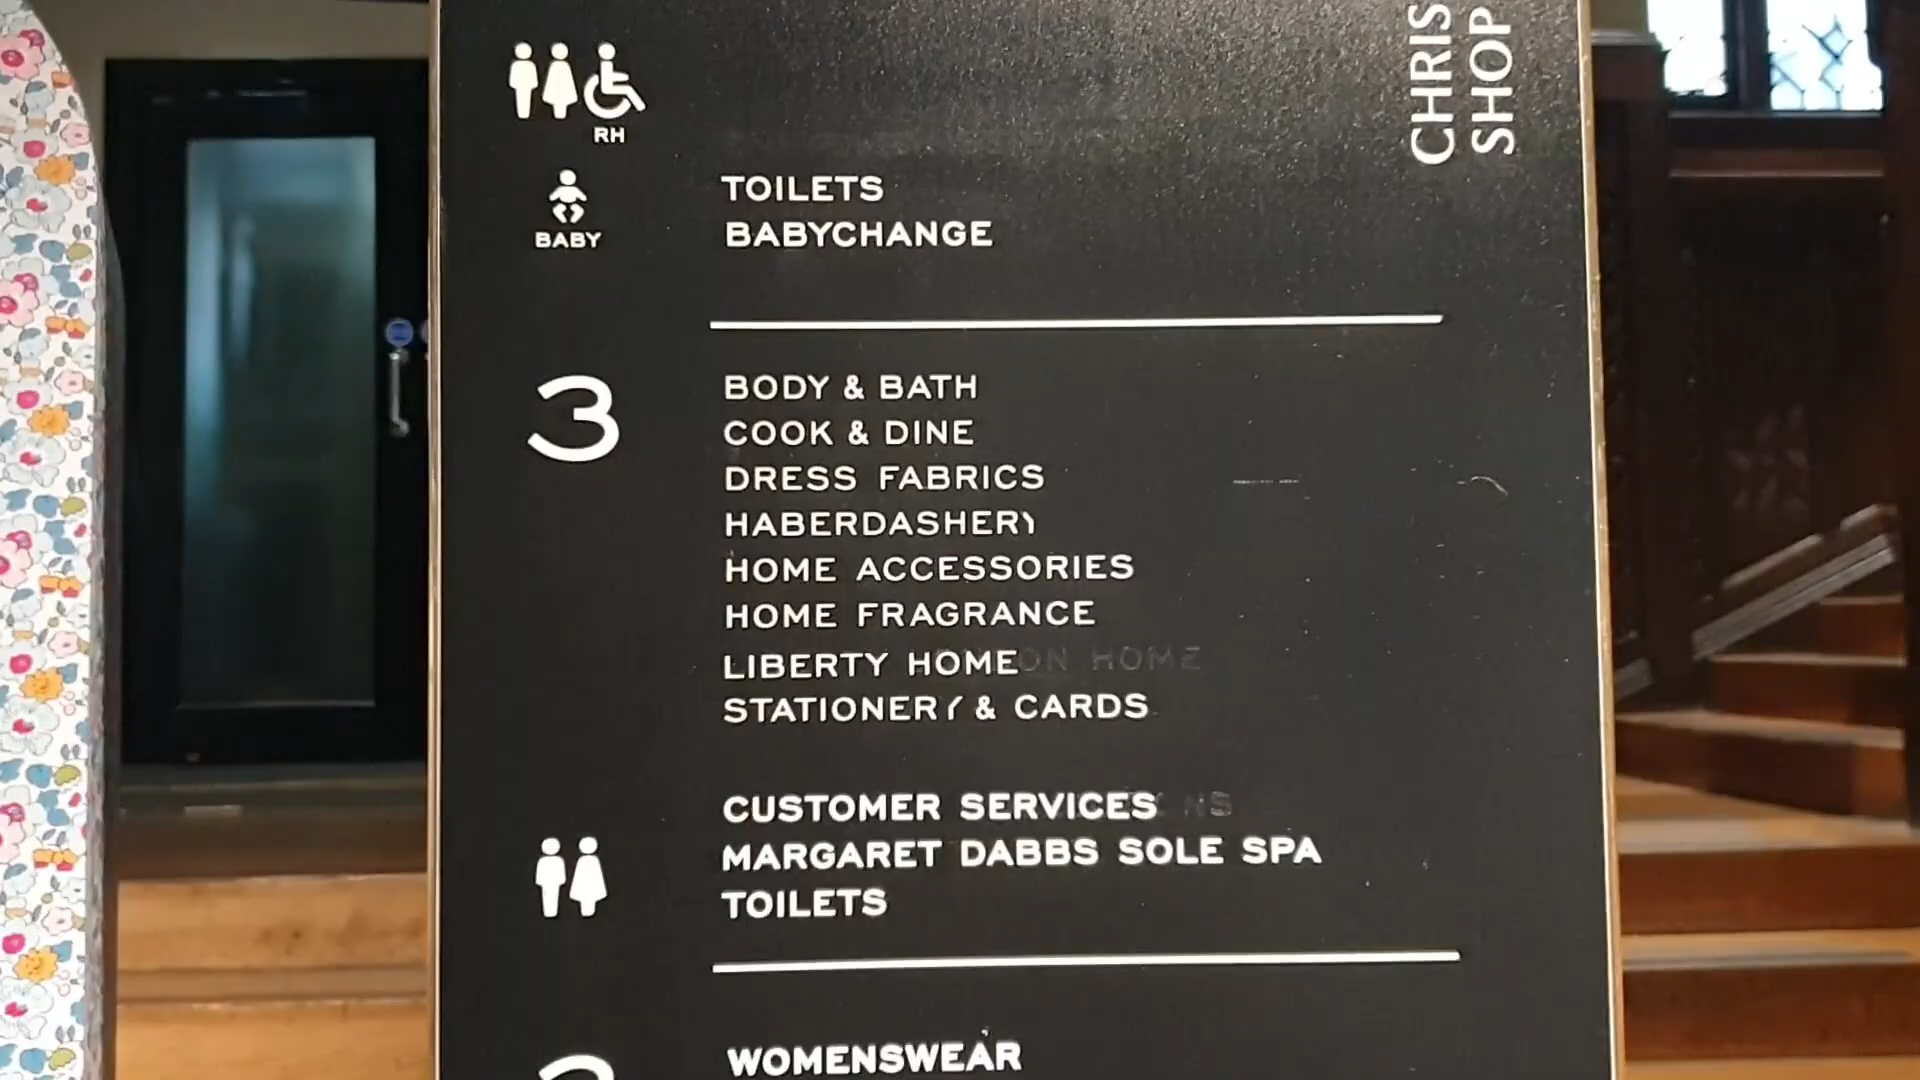 RH
BABY
TOILETS
BABYCHANGE
CHRIS
SHOP
3
BODY & BATH
COOK & DINE
DRESS FABRICS
HABERDASHERY
HOME ACCESSORIES
HOME FRAGRANCE
LIBERTY HOME
STATIONERY & CARDS
CUSTOMER SERVICES
MARGARET DABBS SOLE SPA
TOILETS
WOMENSWEAR